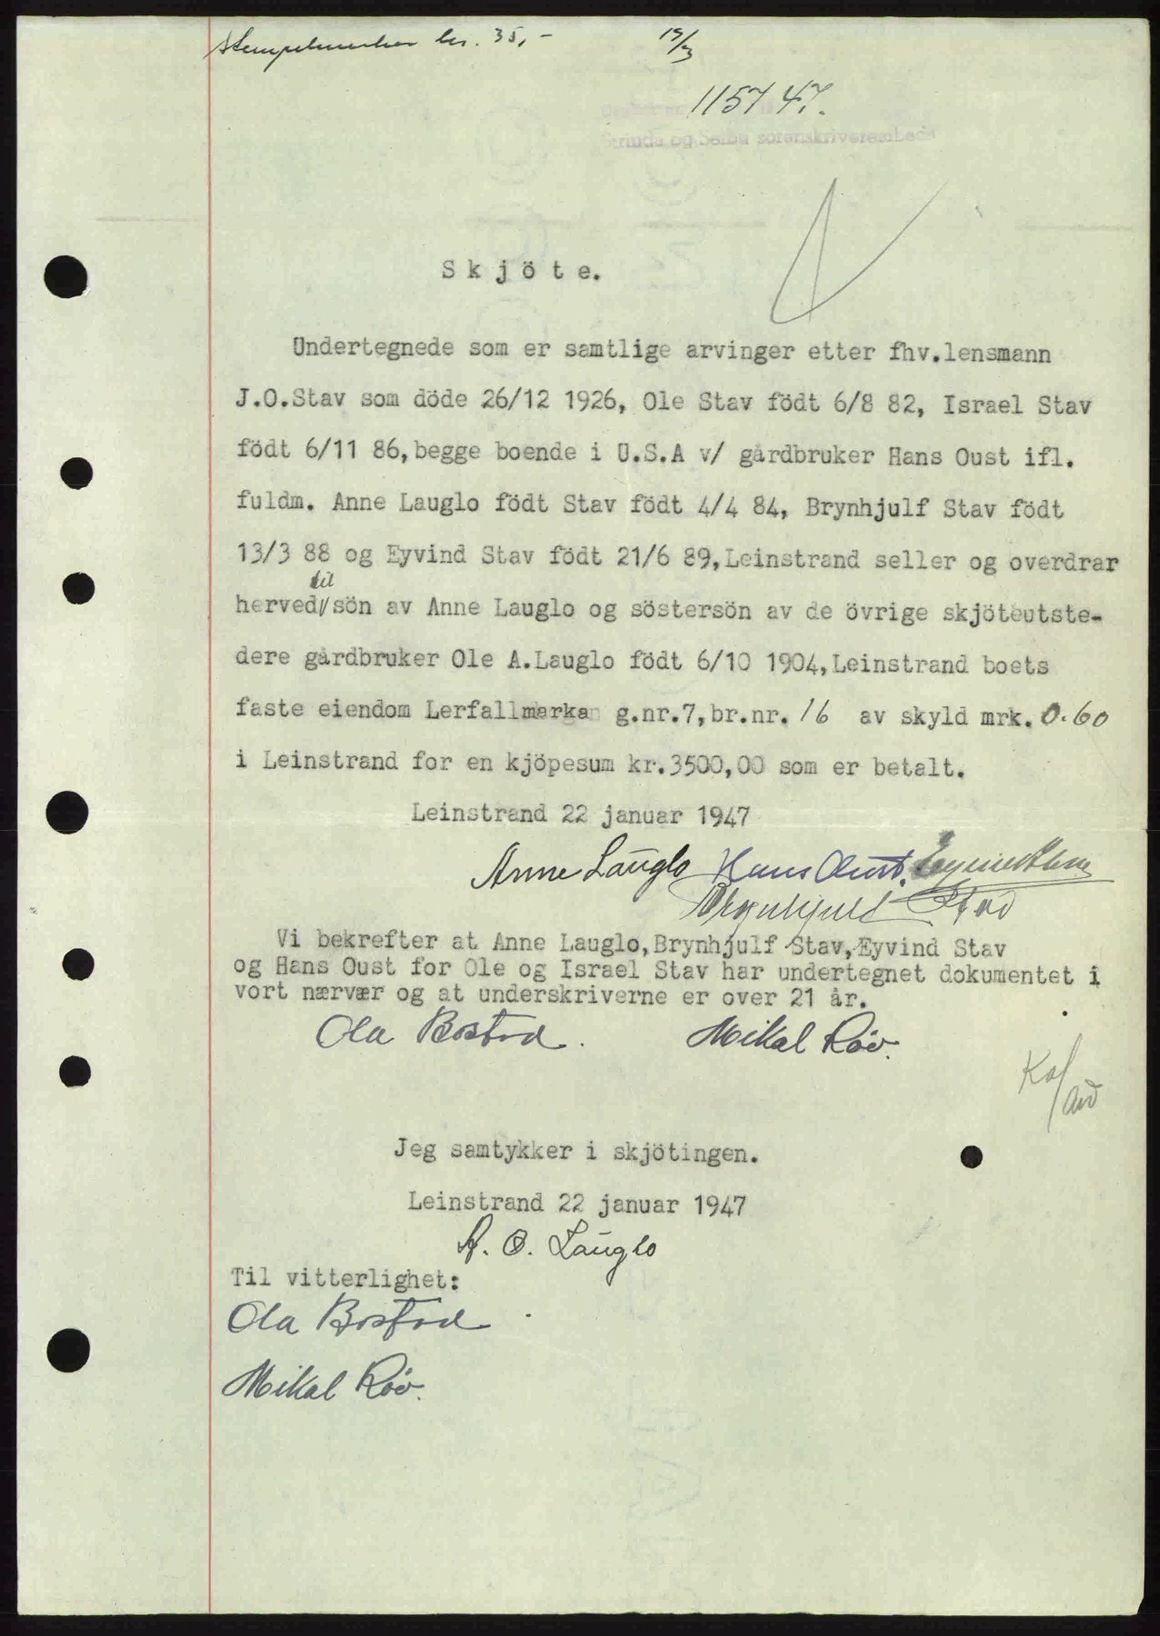 Stempelmerker kr. 35,-
1157 47.
Strinda og Selbu sorenskriverembede
Skjöte.
Undertegnede som er samtlige arvinger etter fhv.lensmann
J.O.Stav som döde 26/12 1926, Ole Stav födt 6/8 82, Israel Stav
födt 6/11 86,begge boende i U.S.A v/ gårdbruker Hans Oust ifl.
fuldm. Anne Lauglo födt Stav födt 4/4 84, Brynhjulf Stav födt
13/3 88 og Eyvind Stav födt 21/6 89,Leinstrand seller og overdrar
herved/ til sön av Anne Lauglo og söstersön av de övrige skjöteutste-
dere gårdbruker Ole A.Lauglo födt 6/10 1904,Leinstrand boets
faste eiendom Lerfallmarka g.nr.7,br.nr. 16 av skyld mrk. 0.60
i Leinstrand for en kjöpesum kr.3500,00 som er betalt.
Leinstrand 22 januar 1947
Anne Lauglo Hans Oust. Eyvind Stav
Brynhjulf Stav
Vi bekrefter at Anne Lauglo,Brynhjulf Stav,Eyvind Stav
og Hans Oust for Ole og Israel Stav har undertegnet dokumentet i
vort nærvær og at underskriverne er over 21 år.
Ola Bostad. Mikal Röv.
Jeg samtykker i skjötingen.
Leinstrand 22 januar 1947
A. O. Lauglo
Til vitterlighet:
Ola Bostad
Mikal Röv.